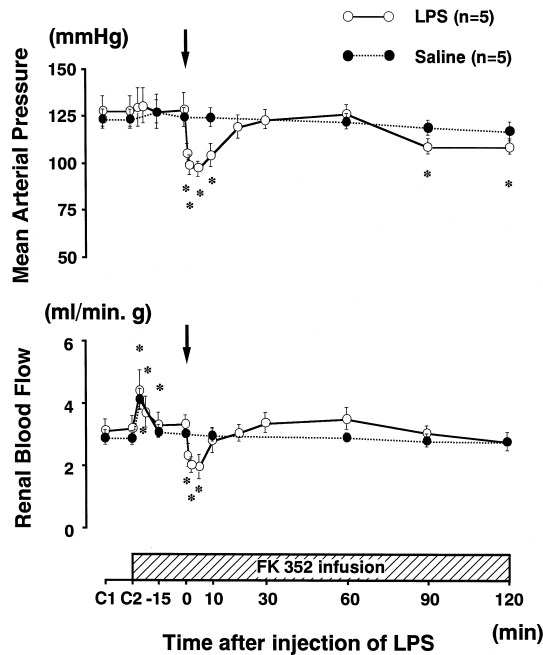 LPS (n=5)
Saline (n=5)
(mmHg)
Mean Arterial Pressure
150
125
100
75
50
* * * * * *
(ml/min. g)
Renal Blood Flow
6
4
2
0
* * * * * * *
FK 352 infusion
C1 C2 -15 0 10 30 60 90 120
(min)
Time after injection of LPS